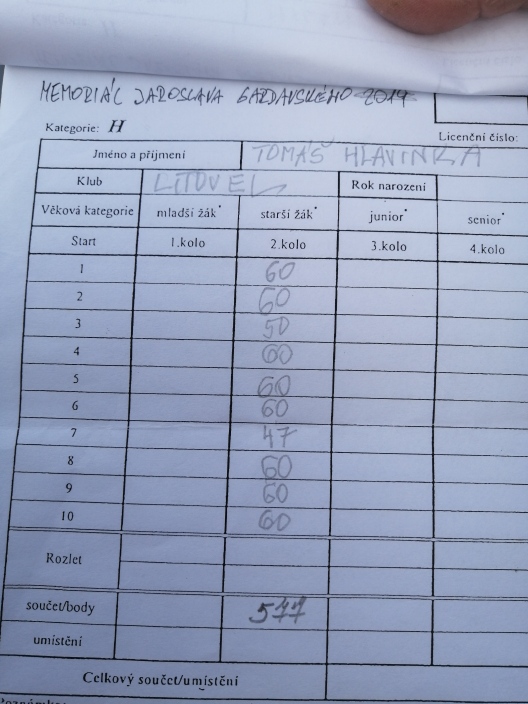 MEMORIÁL JAROSLAVA GAZDAVSKÉHO 2019
Kategorie: H
Licenční číslo:
Jméno a příjmení TOMÁŠ HLAVINKA
Klub LITOVEL Rok narození
Věková kategorie mladší žák* starší žák* junior* senior*
Start 1.kolo 2.kolo 3.kolo 4.kolo
1 60
2 60
3 50
4 60
5 60
6 60
7 47
8 60
9 60
10 60
Rozlet
součet/body 577
umístění
Celkový součet/umístění